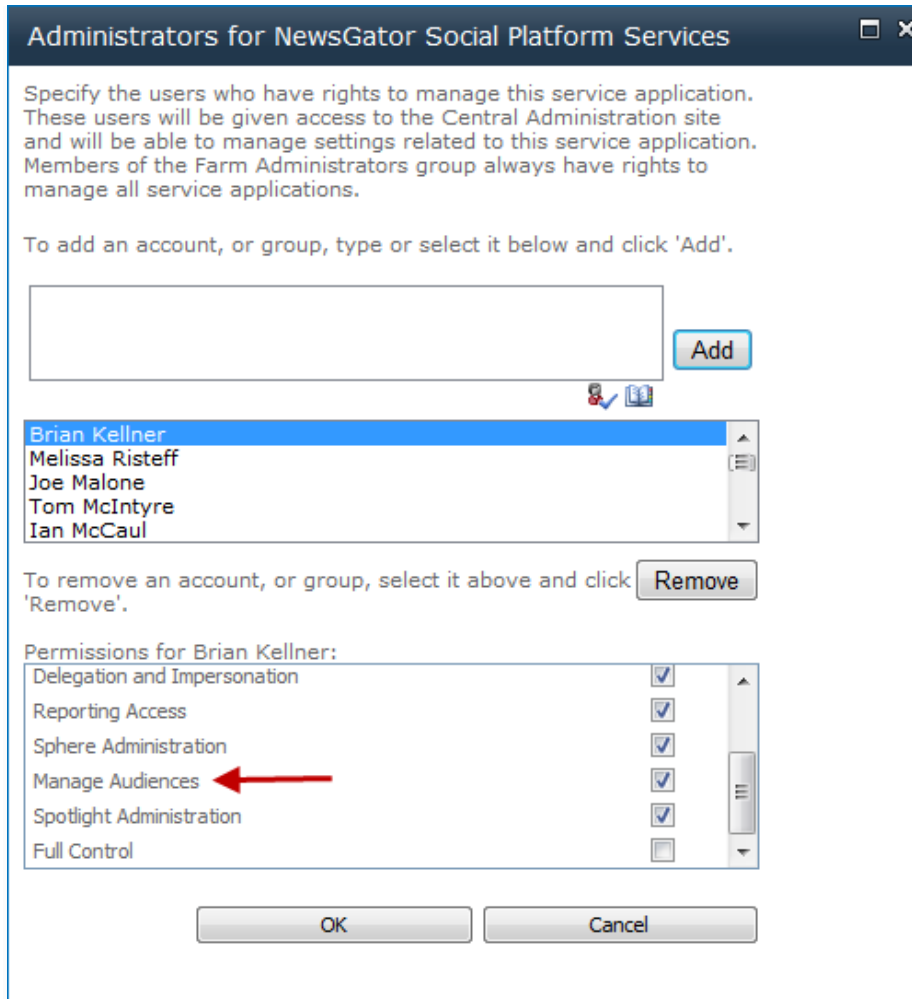 Administrators for NewsGator Social Platform Services
Specify the users who have rights to manage this service application.
These users will be given access to the Central Administration site
and will be able to manage settings related to this service application.
Members of the Farm Administrators group always have rights to
manage all service applications.
To add an account, or group, type or select it below and click 'Add'.
Add
Brian Kellner
Melissa Risteff
Joe Malone
Tom McIntyre
Ian McCaul
To remove an account, or group, select it above and click
'Remove'.
Remove
Permissions for Brian Kellner:
Delegation and Impersonation
Reporting Access
Sphere Administration
Manage Audiences
Spotlight Administration
Full Control
OK
Cancel